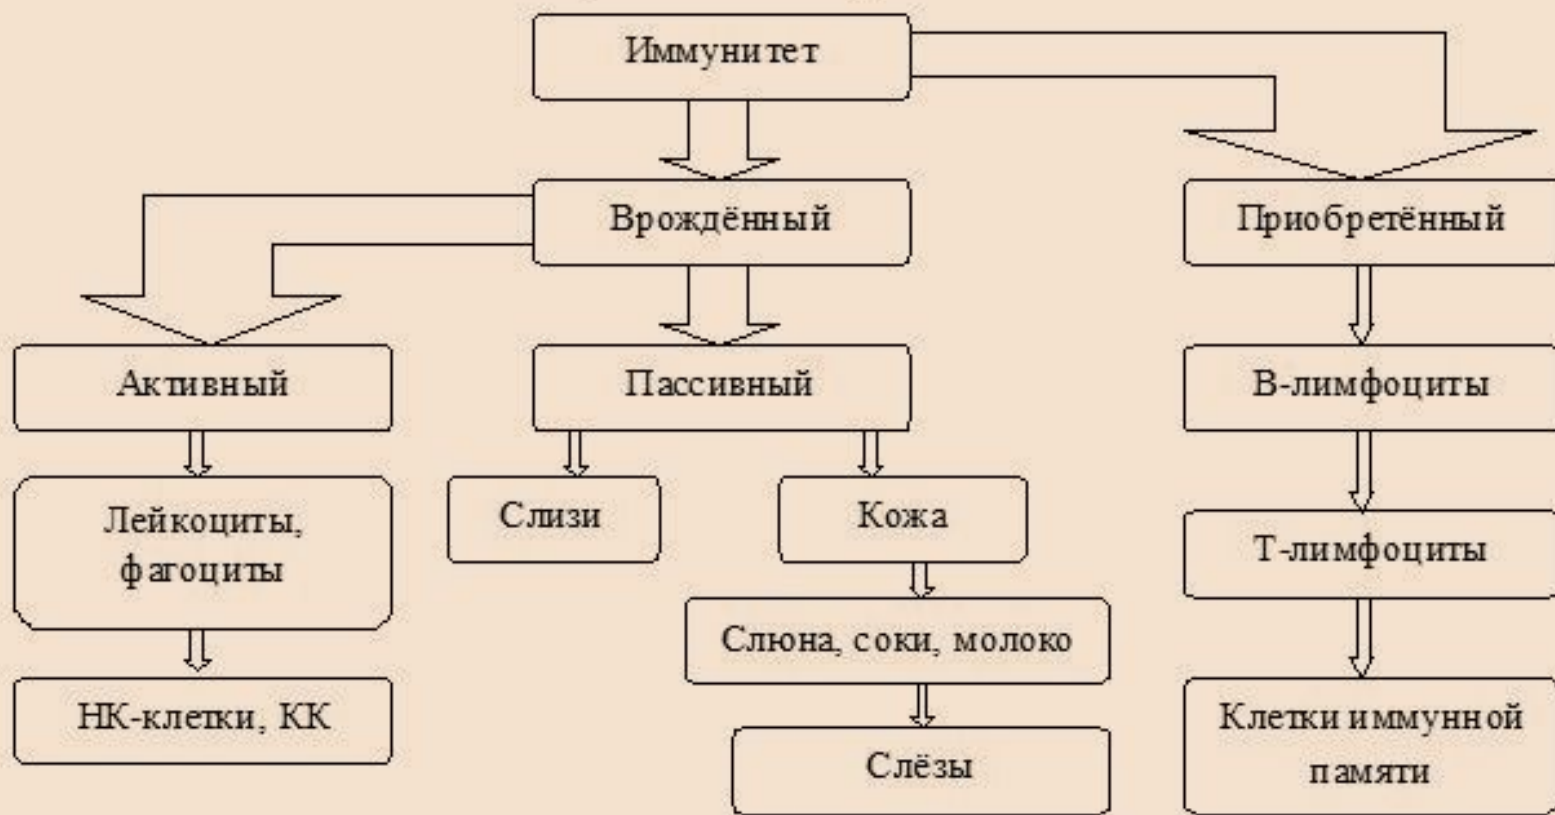 Иммунитет
Врождённый
Приобретённый
Активный
Пассивный
В-лимфоциты
Лейкоциты,
фагоциты
Слизи
Кожа
Т-лимфоциты
Слюна, соки, молоко
НК-клетки, КК
Слёзы
Клетки иммунной
памяти